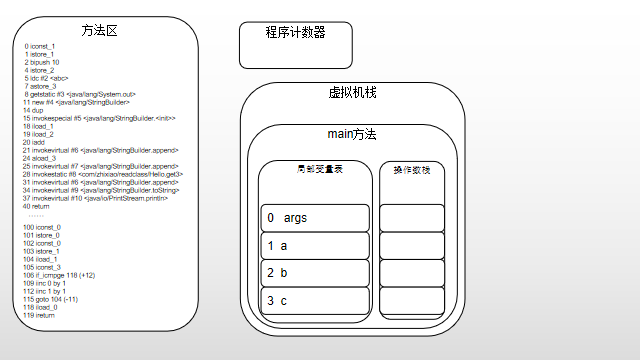 方法区
0 iconst_1
1 istore_1
2 bipush 10
4 istore_2
5 ldc #2 <abc>
7 astore_3
8 getstatic #3 <java/lang/System.out>
11 new #4 <java/lang/StringBuilder>
14 dup
15 invokespecial #5 <java/lang/StringBuilder.<init>>
18 iload_1
19 iload_2
20 iadd
21 invokevirtual #6 <java/lang/StringBuilder.append>
24 aload_3
25 invokevirtual #7 <java/lang/StringBuilder.append>
28 invokestatic #8 <com/zhixiao/readclass/Hello.get3>
31 invokevirtual #6 <java/lang/StringBuilder.append>
34 invokevirtual #9 <java/lang/StringBuilder.toString>
37 invokevirtual #10 <java/io/PrintStream.println>
40 return
......
100 iconst_0
101 istore_0
102 iconst_0
103 istore_1
104 iload_1
105 iconst_3
106 if_icmpge 118 (+12)
109 iinc 0 by 1
112 iinc 1 by 1
115 goto 104 (-11)
118 iload_0
119 ireturn
程序计数器
虚拟机栈
main方法
局部变量表
0 args
1 a
2 b
3 c
操作数栈